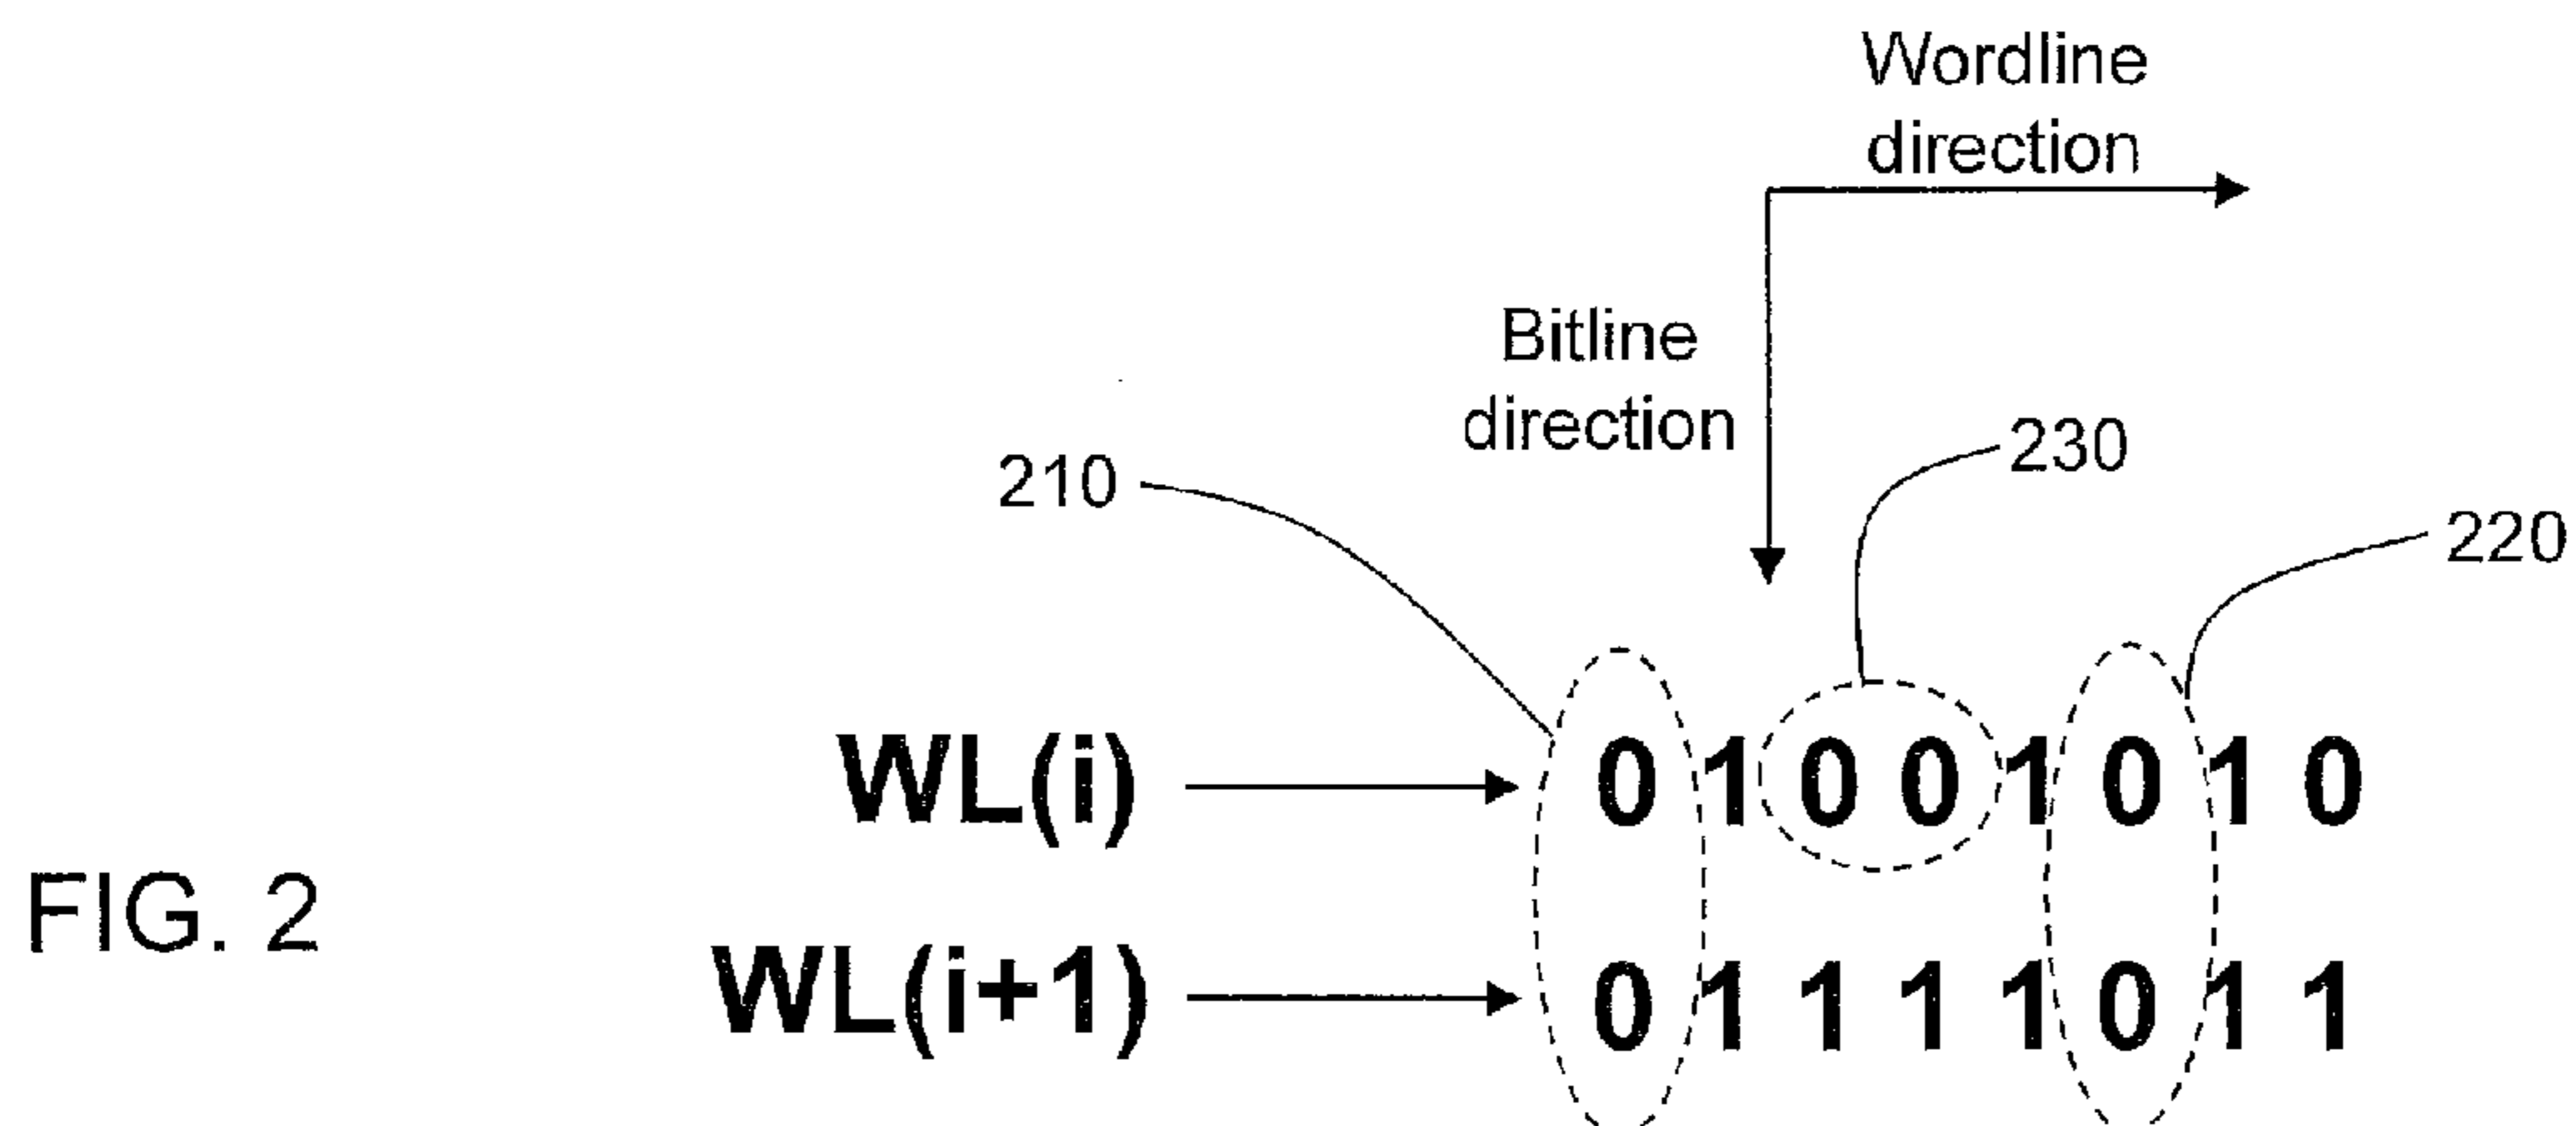 Wordline
direction
Bitline
direction
230
210
220
WL(i) 0 1 0 0 1 0 1 0
FIG. 2
WL(i+1) 0 1 1 1 1 0 1 1